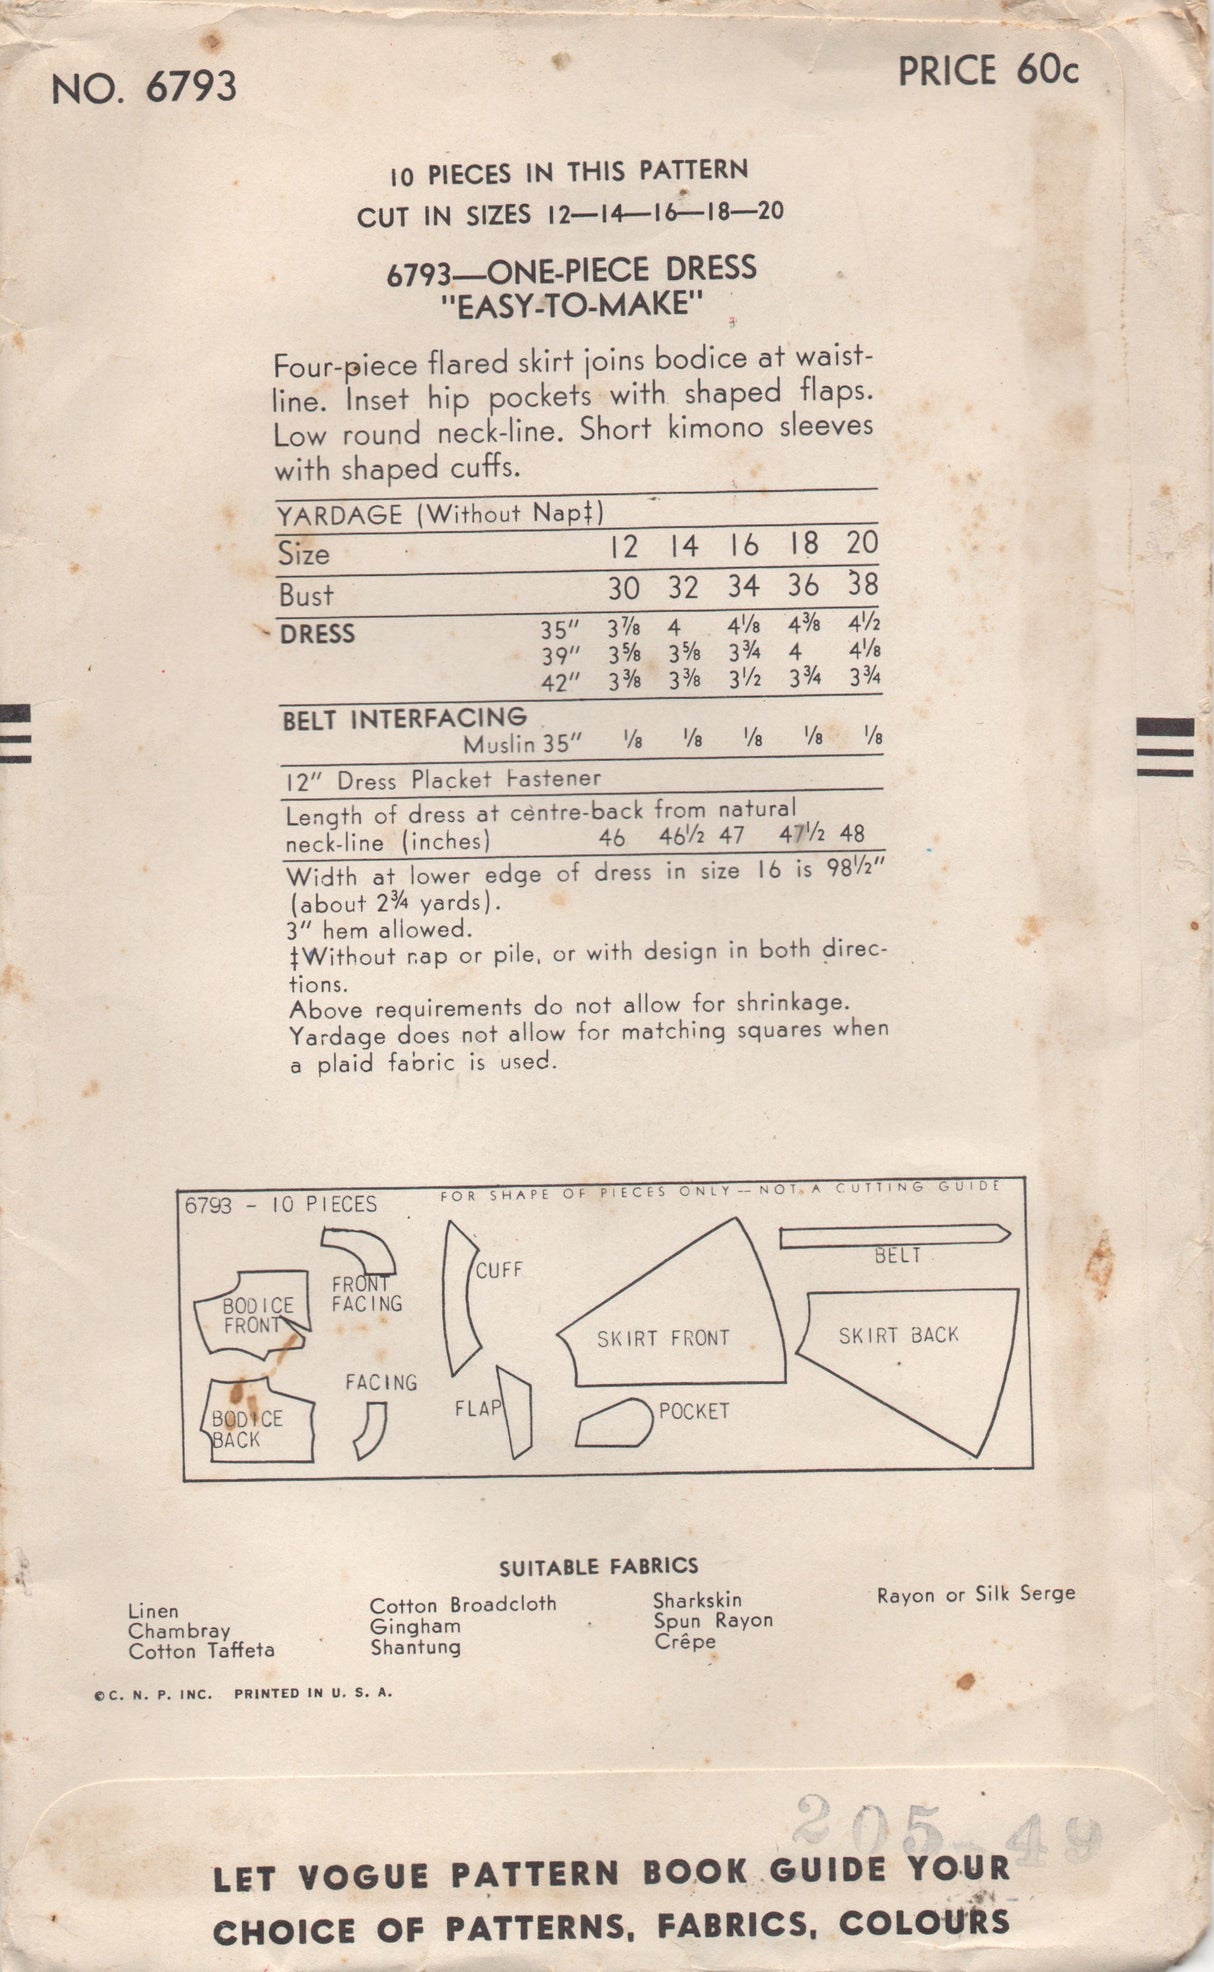 NO. 6793
PRICE 60c
10 PIECES IN THIS PATTERN
CUT IN SIZES 12—14—16—18—20
6793—ONE-PIECE DRESS
"EASY-TO-MAKE"
Four-piece flared skirt joins bodice at waist-
line. Inset hip pockets with shaped flaps.
Low round neck-line. Short kimono sleeves
with shaped cuffs.
YARDAGE (Without Nap‡)
Size 12 14 16 18 20
Bust 30 32 34 36 38
DRESS 35" 3⅞ 4 4⅛ 4⅜ 4½
39" 3⅝ 3⅝ 3¾ 4 4⅛
42" 3⅜ 3⅜ 3½ 3¾ 3¾
BELT INTERFACING
Muslin 35" ⅛ ⅛ ⅛ ⅛ ⅛
12" Dress Placket Fastener
Length of dress at centre-back from natural
neck-line (inches) 46 46½ 47 47½ 48
Width at lower edge of dress in size 16 is 98½"
(about 2¾ yards).
3" hem allowed.
‡Without nap or pile, or with design in both direc-
tions.
Above requirements do not allow for shrinkage.
Yardage does not allow for matching squares when
a plaid fabric is used.
6793 - 10 PIECES
FOR SHAPE OF PIECES ONLY—NOT A CUTTING GUIDE
BODICE
FRONT
FRONT
FACING
CUFF
SKIRT FRONT
BELT
SKIRT BACK
BODICE
BACK
FACING
FLAP
POCKET
SUITABLE FABRICS
Linen
Chambray
Cotton Taffeta
Cotton Broadcloth
Gingham
Shantung
Sharkskin
Spun Rayon
Crêpe
Rayon or Silk Serge
©C. N. P. INC. PRINTED IN U. S. A.
205-49
LET VOGUE PATTERN BOOK GUIDE YOUR
CHOICE OF PATTERNS, FABRICS, COLOURS